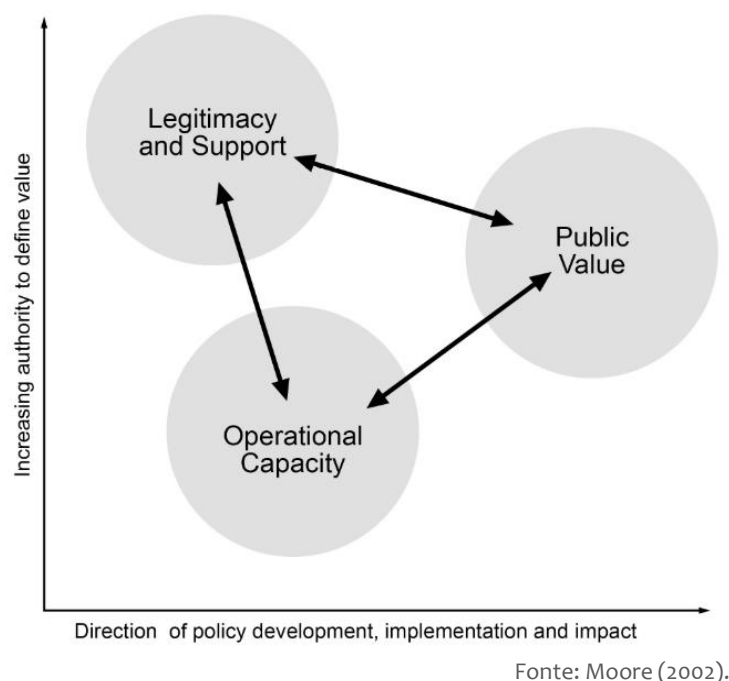 Increasing authority to define value
Legitimacy
and Support
Public
Value
Operational
Capacity
Direction of policy development, implementation and impact
Fonte: Moore (2002).